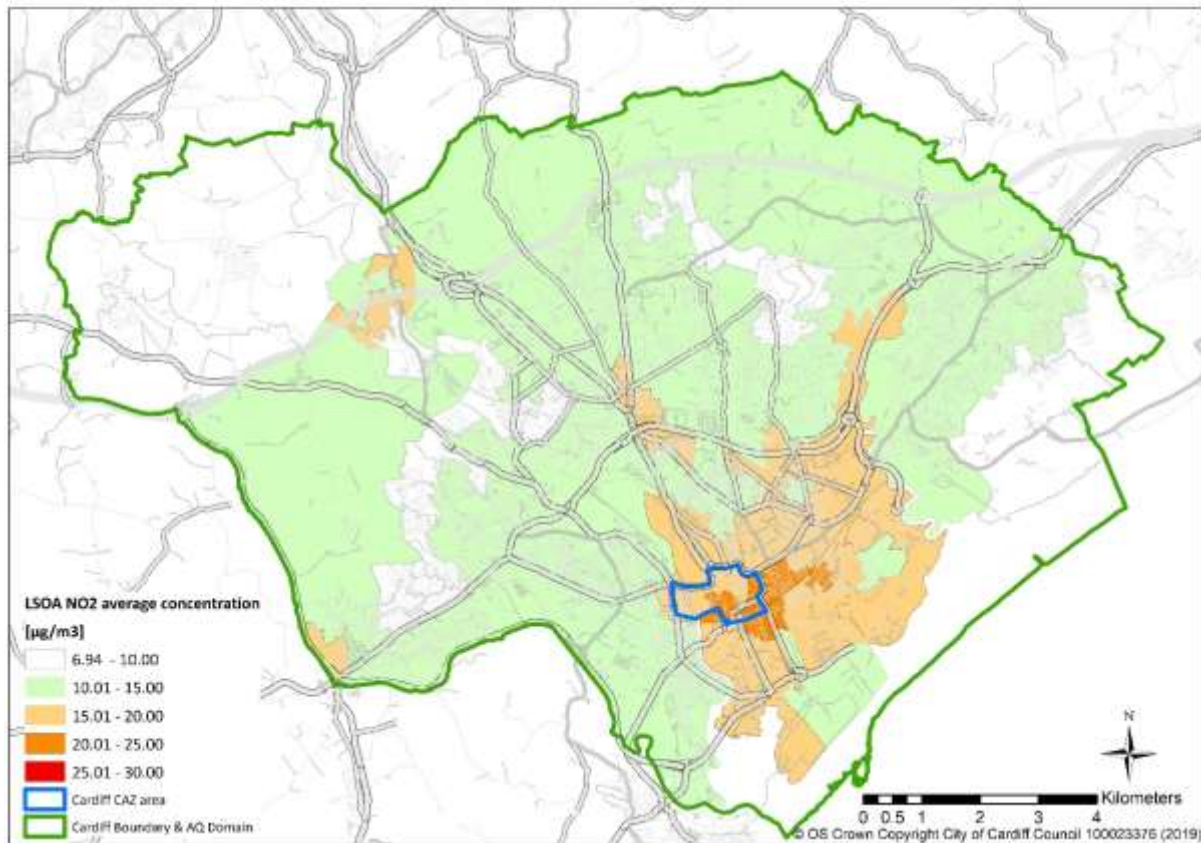 LSOA NO2 average concentration
[µg/m3]
6.94 - 10.00
10.01 - 15.00
15.01 - 20.00
20.01 - 25.00
25.01 - 30.00
Cardiff CAZ area
Cardiff Boundary & AQ Domain
N
Kilometers
0 0.5 1 2 3 4
© OS Crown Copyright City of Cardiff Council 100023376 (2019)